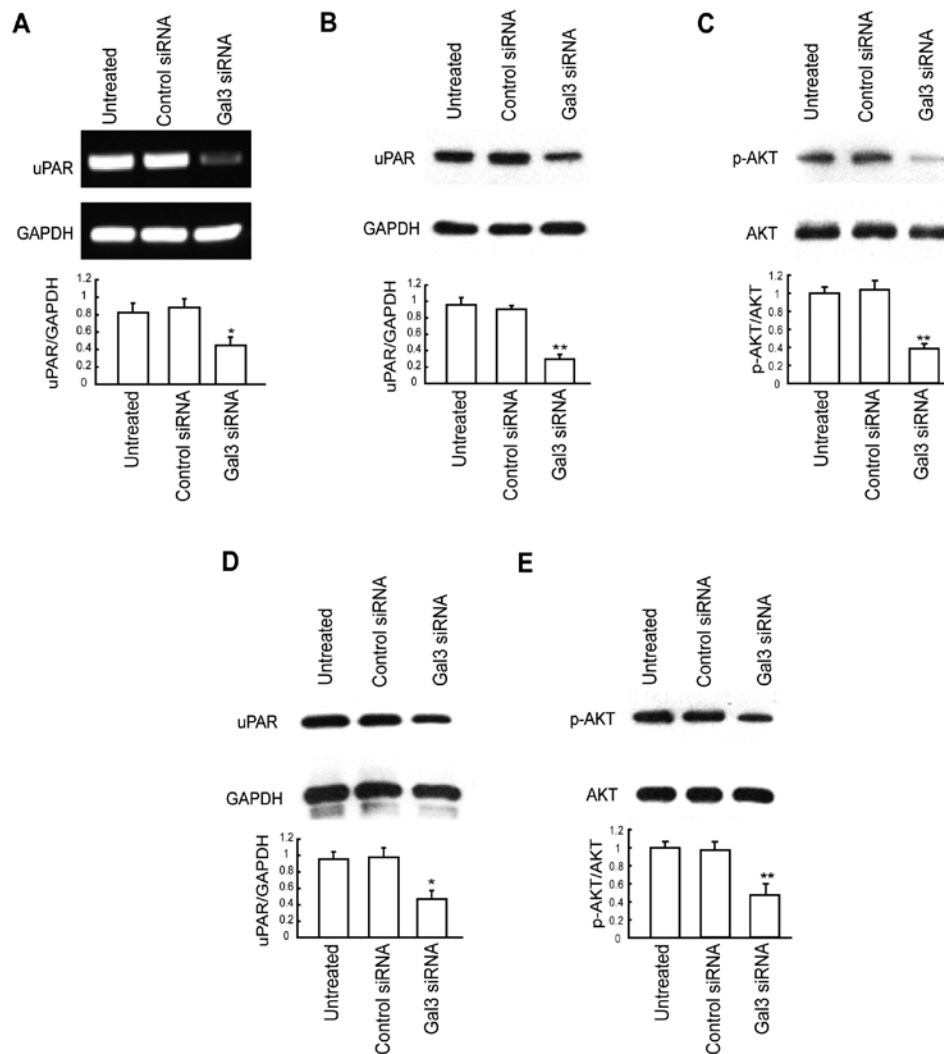 A
Untreated
Control siRNA
Gal3 siRNA
uPAR
GAPDH
uPAR/GAPDH
1.2
1
0.8
0.6
0.4
0.2
0
*
Untreated
Control siRNA
Gal3 siRNA
B
Untreated
Control siRNA
Gal3 siRNA
uPAR
GAPDH
uPAR/GAPDH
1.2
1
0.8
0.6
0.4
0.2
0
**
Untreated
Control siRNA
Gal3 siRNA
C
Untreated
Control siRNA
Gal3 siRNA
p-AKT
AKT
p-AKT/AKT
1.2
1
0.8
0.6
0.4
0.2
0
**
Untreated
Control siRNA
Gal3 siRNA
D
Untreated
Control siRNA
Gal3 siRNA
uPAR
GAPDH
uPAR/GAPDH
1.2
1
0.8
0.6
0.4
0.2
0
*
Untreated
Control siRNA
Gal3 siRNA
E
Untreated
Control siRNA
Gal3 siRNA
p-AKT
AKT
p-AKT/AKT
1.2
1
0.8
0.6
0.4
0.2
0
**
Untreated
Control siRNA
Gal3 siRNA